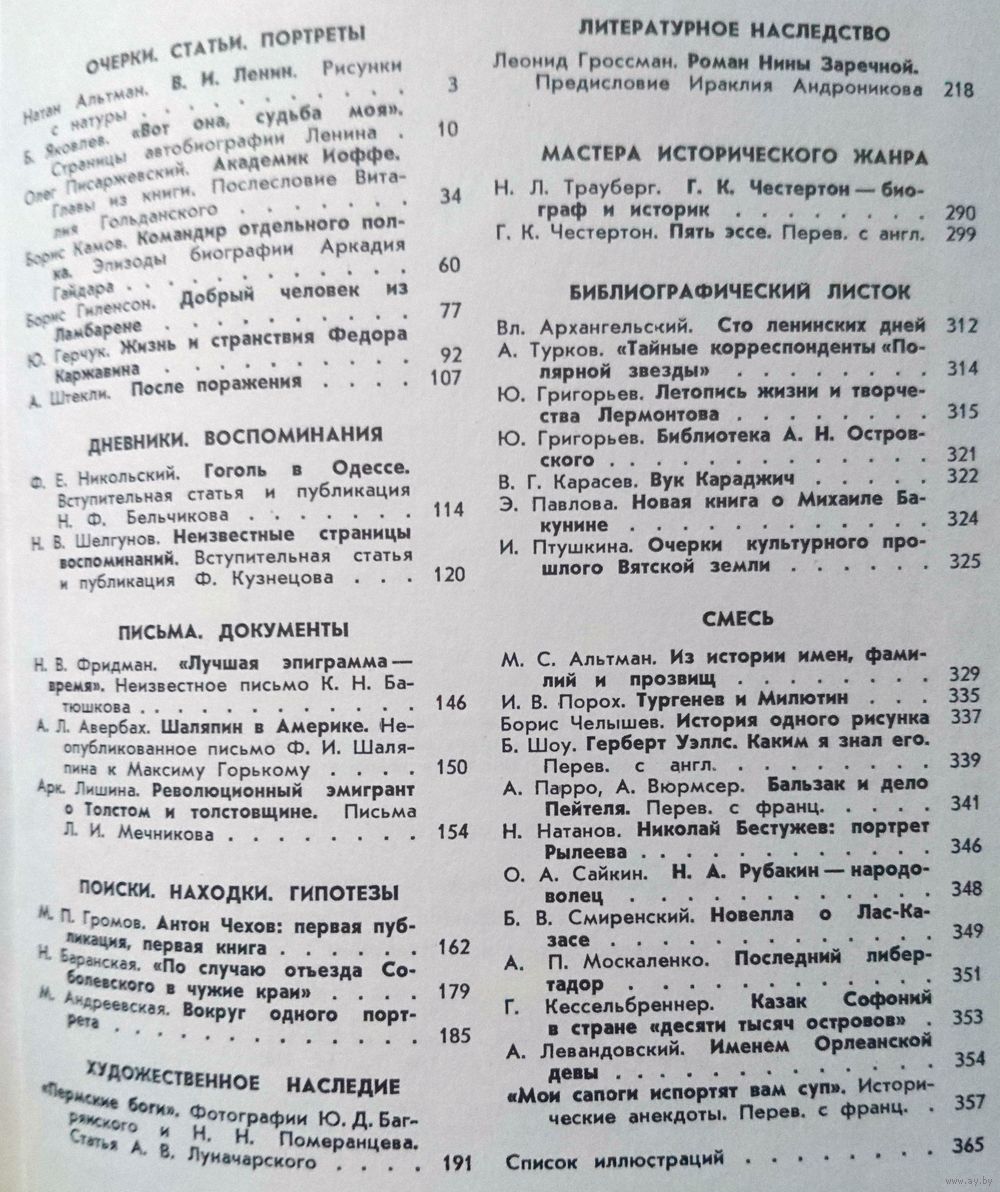 ОЧЕРКИ. СТАТЬИ. ПОРТРЕТЫ
Натан Альтман. В. И. Ленин. Рисунки
с натуры . . . . . . . . . . 3
Б. Яковлев. «Вот она, судьба моя».
Страницы автобиографии Ленина . 10
Олег Писаржевский. Академик Иоффе.
Главы из книги. Послесловие Вита-
лия Гольданского . . . . . . . 34
Борис Камов. Командир отдельного пол-
ка. Эпизоды биографии Аркадия
Гайдара . . . . . . . . . . . 60
Борис Гиленсон. Добрый человек из
Ламбарене . . . . . . . . . . 77
Ю. Герчук. Жизнь и странствия Федора
Каржавина . . . . . . . . . . 92
А. Штекли. После поражения . . . . 107
ДНЕВНИКИ. ВОСПОМИНАНИЯ
Ф. Е. Никольский. Гоголь в Одессе.
Вступительная статья и публикация
Н. Ф. Бельчикова . . . . . . . 114
Н. В. Шелгунов. Неизвестные страницы
воспоминаний. Вступительная статья
и публикация Ф. Кузнецова . . . 120
ПИСЬМА. ДОКУМЕНТЫ
Н. В. Фридман. «Лучшая эпиграмма —
время». Неизвестное письмо К. Н. Ба-
тюшкова . . . . . . . . . . . 146
А. Л. Авербах. Шаляпин в Америке. Не-
опубликованное письмо Ф. И. Шаля-
пина к Максиму Горькому . . . . 150
Арк. Лишина. Революционный эмигрант
о Толстом и толстовщине. Письма
Л. И. Мечникова . . . . . . . . 154
ПОИСКИ. НАХОДКИ. ГИПОТЕЗЫ
М. П. Громов. Антон Чехов: первая пуб-
ликация, первая книга . . . . . . 162
Н. Баранская. «По случаю отъезда Со-
болевского в чужие краи» . . . . 179
М. Андреевская. Вокруг одного порт-
рета . . . . . . . . . . . . 185
ХУДОЖЕСТВЕННОЕ НАСЛЕДИЕ
«Пермские боги». Фотографии Ю. Д. Баг-
рянского и Н. Н. Померанцева.
Статья А. В. Луначарского . . . . 191
ЛИТЕРАТУРНОЕ НАСЛЕДСТВО
Леонид Гроссман. Роман Нины Заречной.
Предисловие Ираклия Андроникова 218
МАСТЕРА ИСТОРИЧЕСКОГО ЖАНРА
Н. Л. Трауберг. Г. К. Честертон — био-
граф и историк . . . . . . . . 290
Г. К. Честертон. Пять эссе. Перев. с англ. 299
БИБЛИОГРАФИЧЕСКИЙ ЛИСТОК
Вл. Архангельский. Сто ленинских дней 312
А. Турков. «Тайные корреспонденты «По-
лярной звезды» . . . . . . . . 314
Ю. Григорьев. Летопись жизни и творче-
ства Лермонтова . . . . . . . . 315
Ю. Григорьев. Библиотека А. Н. Остров-
ского . . . . . . . . . . . . . 321
В. Г. Карасев. Вук Караджич . . . . . 322
Э. Павлова. Новая книга о Михаиле Ба-
кунине . . . . . . . . . . . . 324
И. Птушкина. Очерки культурного про-
шлого Вятской земли . . . . . . 325
СМЕСЬ
М. С. Альтман. Из истории имен, фами-
лий и прозвищ . . . . . . . . 329
И. В. Порох. Тургенев и Милютин . . . 335
Борис Челышев. История одного рисунка 337
Б. Шоу. Герберт Уэллс. Каким я знал его.
Перев. с англ. . . . . . . . . . 339
А. Парро, А. Вюрмсер. Бальзак и дело
Пейтеля. Перев. с франц. . . . . 341
Н. Натанов. Николай Бестужев: портрет
Рылеева . . . . . . . . . . . . 346
О. А. Сайкин. Н. А. Рубакин — народо-
волец . . . . . . . . . . . . 348
Б. В. Смиренский. Новелла о Лас-Ка-
засе . . . . . . . . . . . . . 349
А. П. Москаленко. Последний либер-
тадор . . . . . . . . . . . . 351
Г. Кессельбреннер. Казак Софоний
в стране «десяти тысяч островов» . 353
А. Левандовский. Именем Орлеанской
девы . . . . . . . . . . . . . 354
«Мои сапоги испортят вам суп». Истори-
ческие анекдоты. Перев. с франц. . 357
Список иллюстраций . . . . . . . . 365
www.ay.by